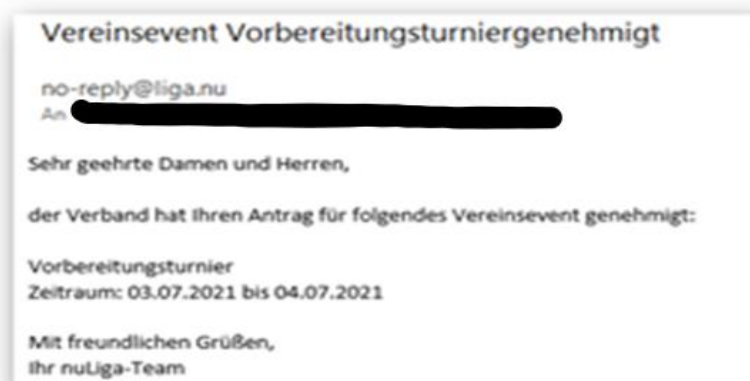 Vereinsevent Vorbereitungsturniergenehmigt
no-reply@liga.nu
An
Sehr geehrte Damen und Herren,
der Verband hat Ihren Antrag für folgendes Vereinsevent genehmigt:
Vorbereitungsturnier
Zeitraum: 03.07.2021 bis 04.07.2021
Mit freundlichen Grüßen,
Ihr nuLiga-Team